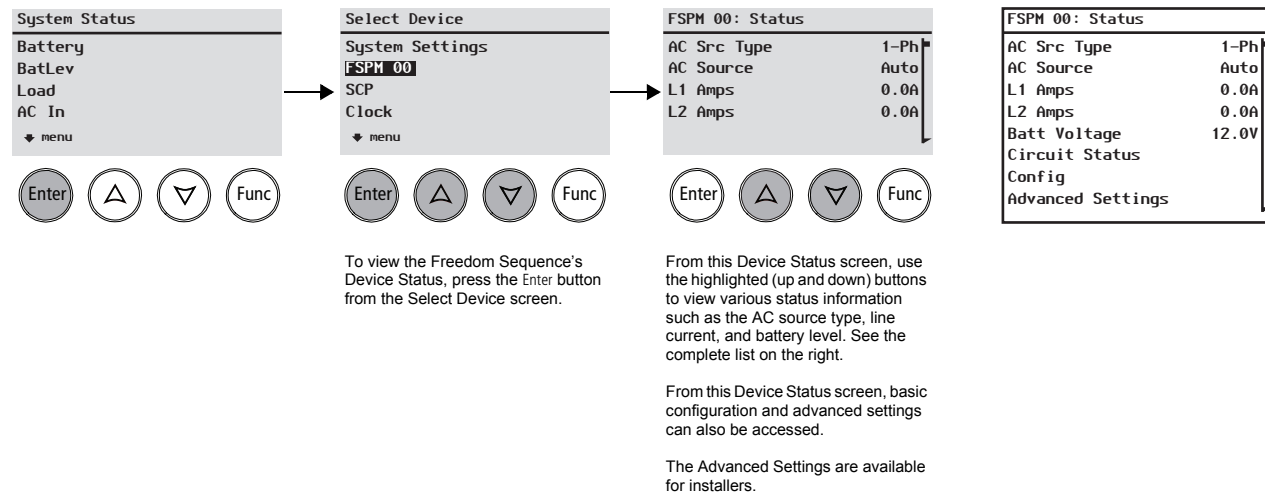 System Status
Battery
BatLev
Load
AC In
menu
Enter
Func
Select Device
System Settings
FSPM 00
SCP
Clock
menu
Enter
Func
To view the Freedom Sequence's
Device Status, press the Enter button
from the Select Device screen.
FSPM 00: Status
AC Src Type 1-Ph
AC Source Auto
L1 Amps 0.0A
L2 Amps 0.0A
Enter
Func
From this Device Status screen, use
the highlighted (up and down) buttons
to view various status information
such as the AC source type, line
current, and battery level. See the
complete list on the right.
From this Device Status screen, basic
configuration and advanced settings
can also be accessed.
The Advanced Settings are available
for installers.
FSPM 00: Status
AC Src Type 1-Ph
AC Source Auto
L1 Amps 0.0A
L2 Amps 0.0A
Batt Voltage 12.0V
Circuit Status
Config
Advanced Settings